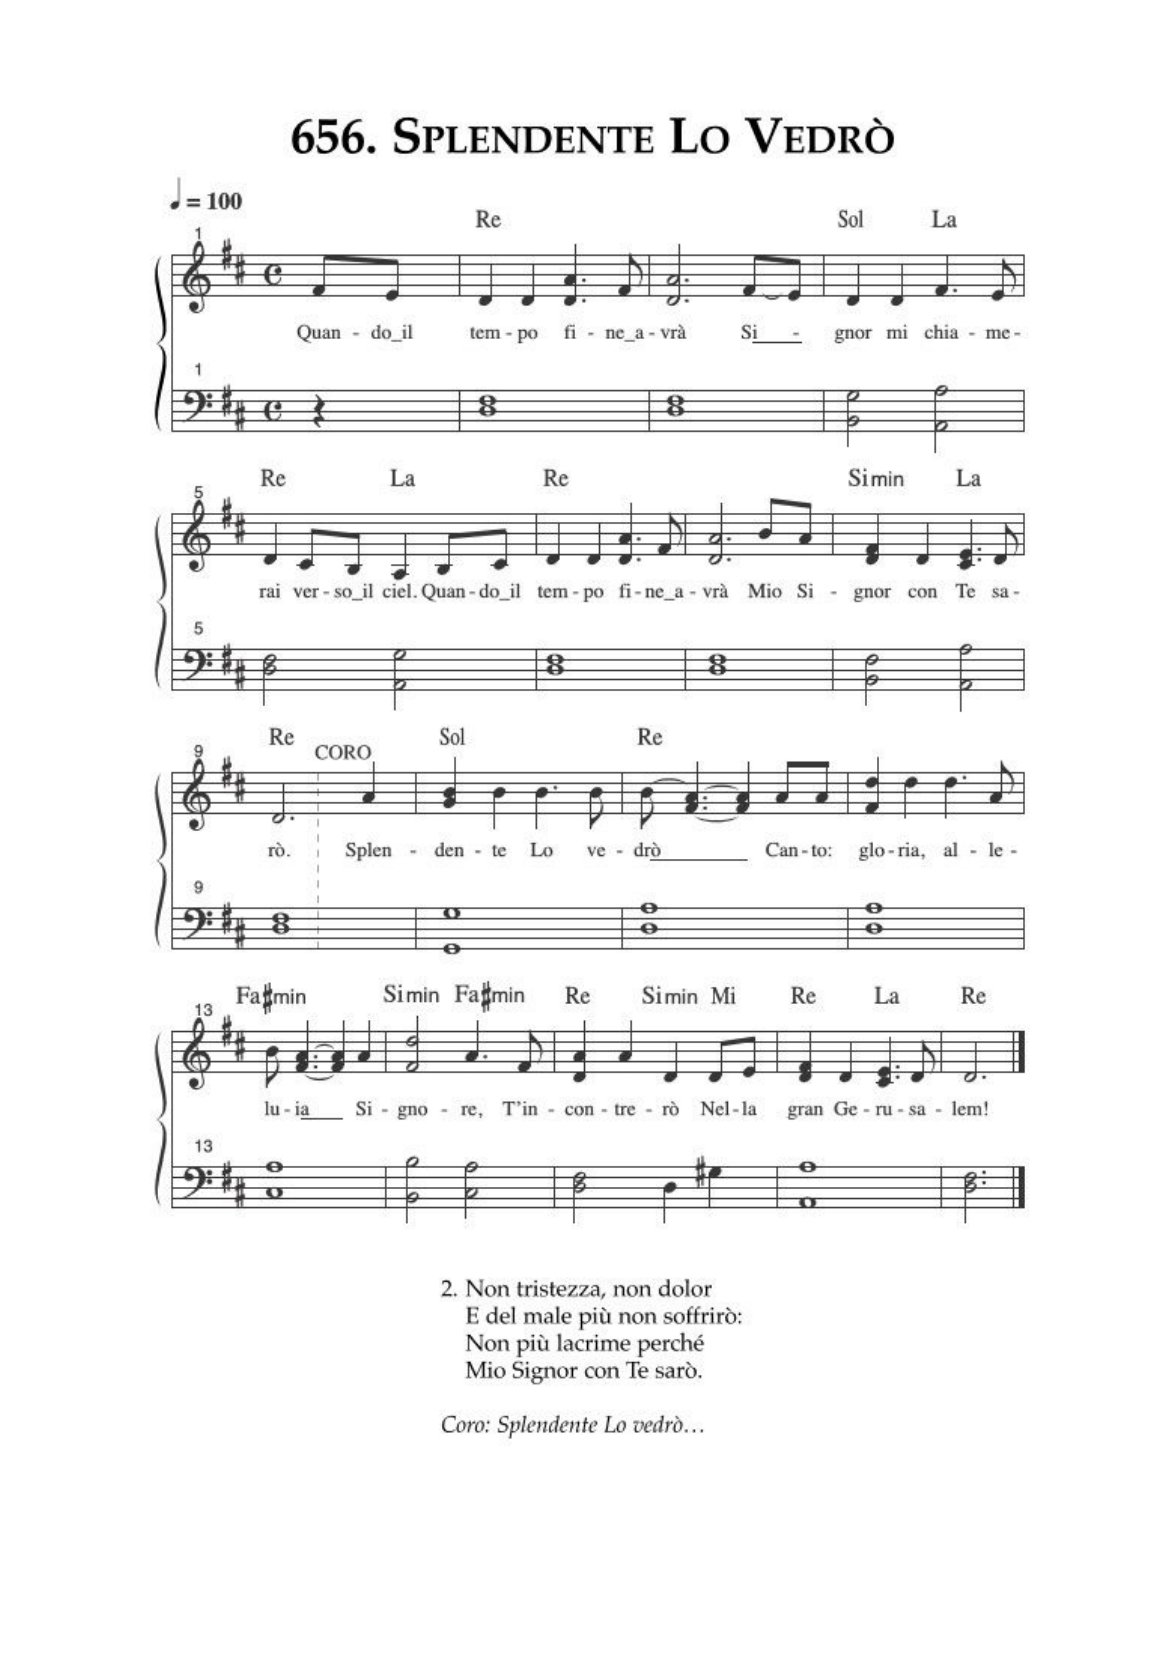 656. SPLENDENTE LO VEDRÒ
= 100
Re Sol La
1
Quan - do_il tem - po fi - ne_a - vrà Si - gnor mi chia - me -
1
Re La Re Simin La
5
rai ver - so_il ciel. Quan - do_il tem - po fi - ne_a - vrà Mio Si - gnor con Te sa -
5
Re CORO Sol Re
9
rò. Splen - den - te Lo ve - drò Can - to: glo - ria, al - le -
9
Fa♯min Simin Fa♯min Re Simin Mi Re La Re
13
lu - ia Si - gno - re, T'in - con - tre - rò Nel - la gran Ge - ru - sa - lem!
13
2. Non tristezza, non dolor
E del male più non soffrirò:
Non più lacrime perché
Mio Signor con Te sarò.
Coro: Splendente Lo vedrò…